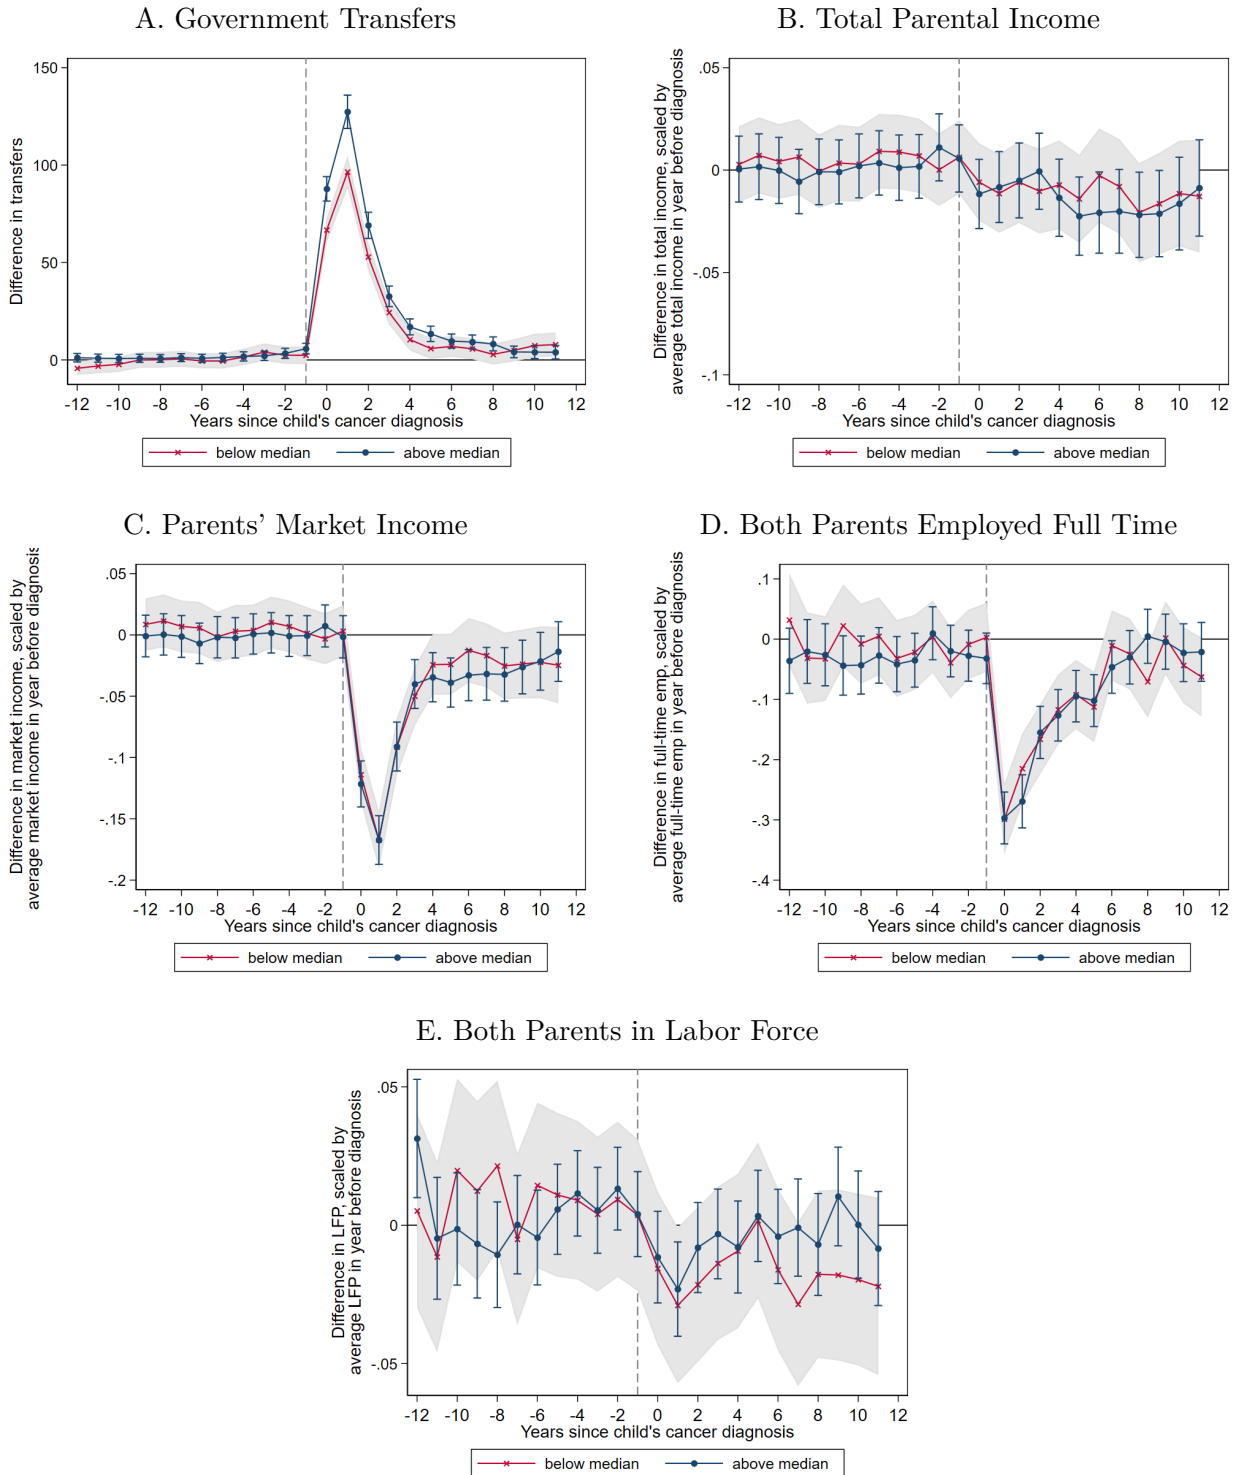 A. Government Transfers
Difference in transfers
150
100
50
0
-12 -10 -8 -6 -4 -2 0 2 4 6 8 10 12
Years since child's cancer diagnosis
below median above median
B. Total Parental Income
Difference in total income, scaled by
average total income in year before diagnosis
.05
0
-.05
-.1
-12 -10 -8 -6 -4 -2 0 2 4 6 8 10 12
Years since child's cancer diagnosis
below median above median
C. Parents' Market Income
Difference in market income, scaled by
average market income in year before diagnosis
.05
0
-.05
-.1
-.15
-.2
-12 -10 -8 -6 -4 -2 0 2 4 6 8 10 12
Years since child's cancer diagnosis
below median above median
D. Both Parents Employed Full Time
Difference in full-time emp, scaled by
average full-time emp in year before diagnosis
.1
0
-.1
-.2
-.3
-.4
-12 -10 -8 -6 -4 -2 0 2 4 6 8 10 12
Years since child's cancer diagnosis
below median above median
E. Both Parents in Labor Force
Difference in LFP, scaled by
average LFP in year before diagnosis
.05
0
-.05
-12 -10 -8 -6 -4 -2 0 2 4 6 8 10 12
Years since child's cancer diagnosis
below median above median